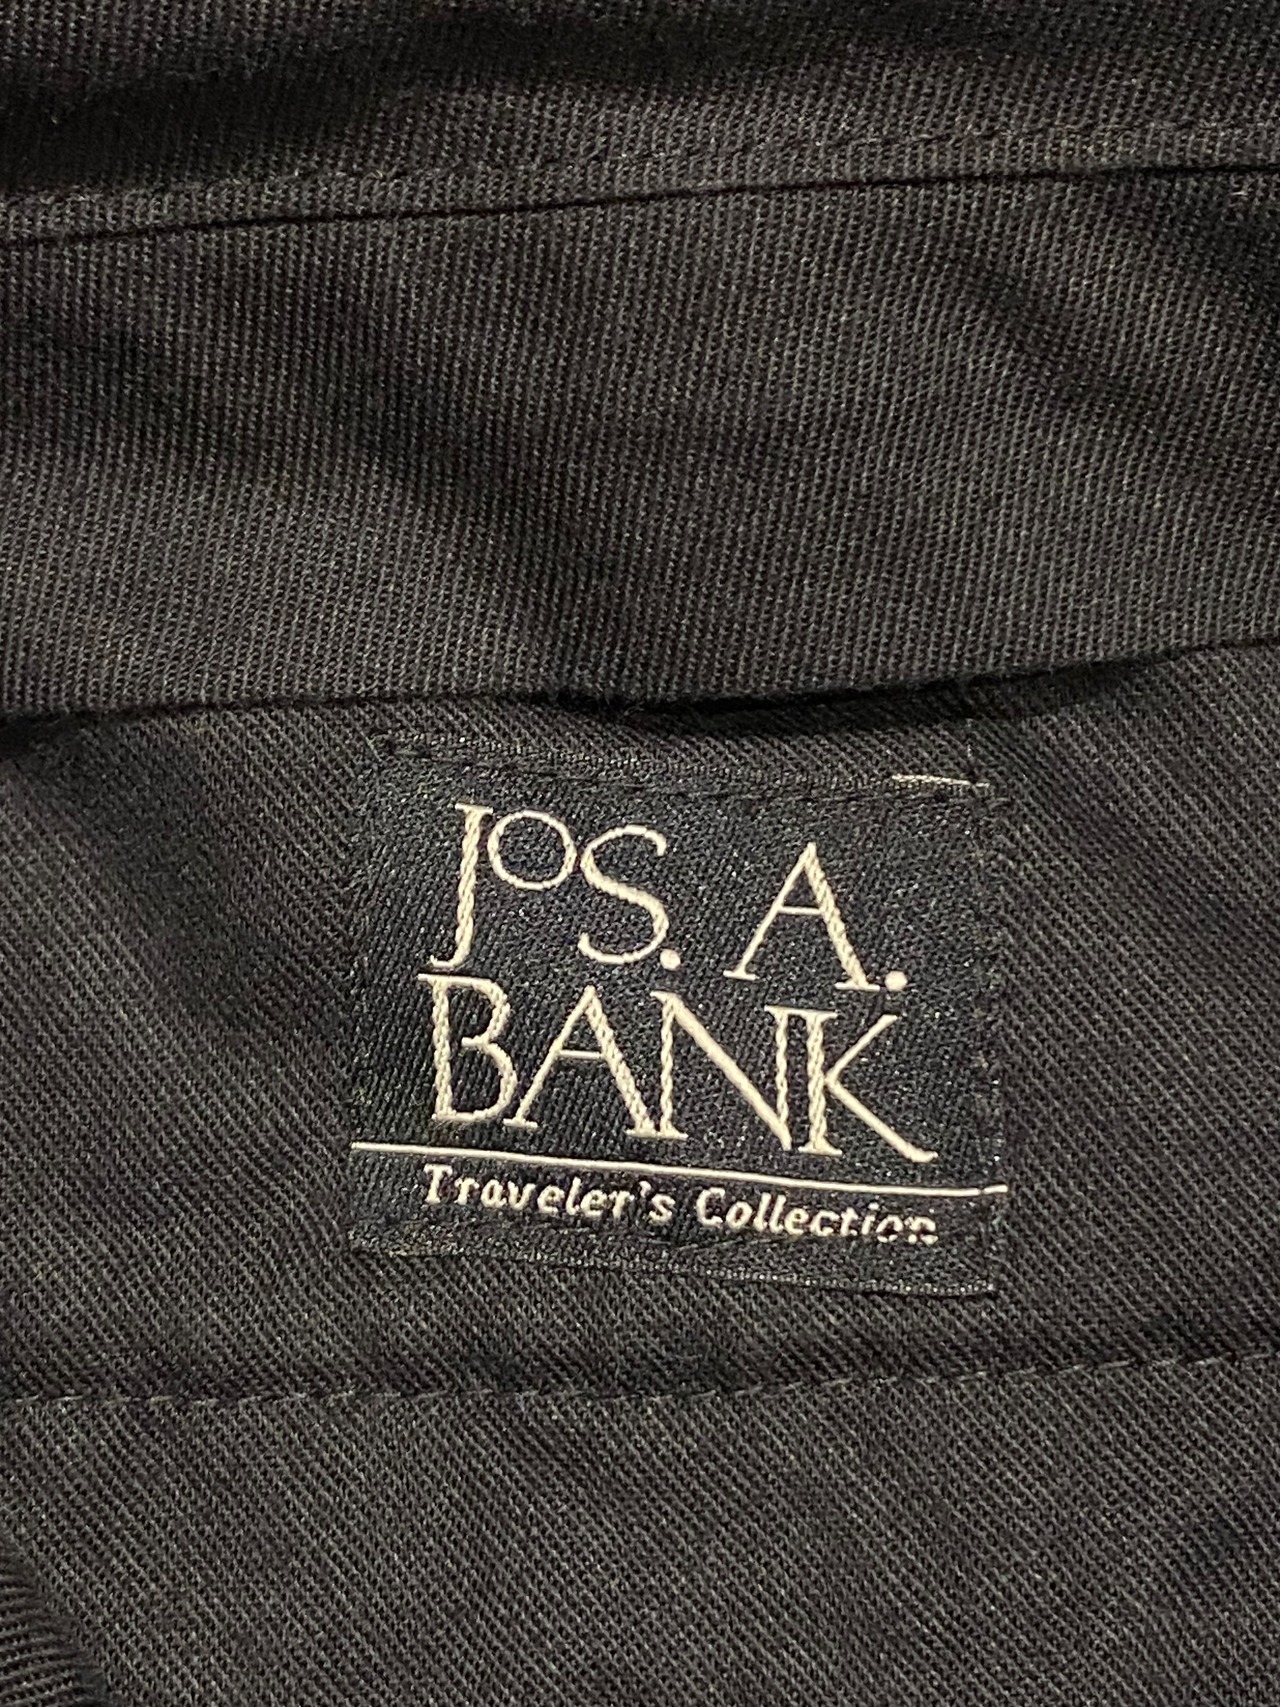 JOS. A.
BANK
Traveler's Collection